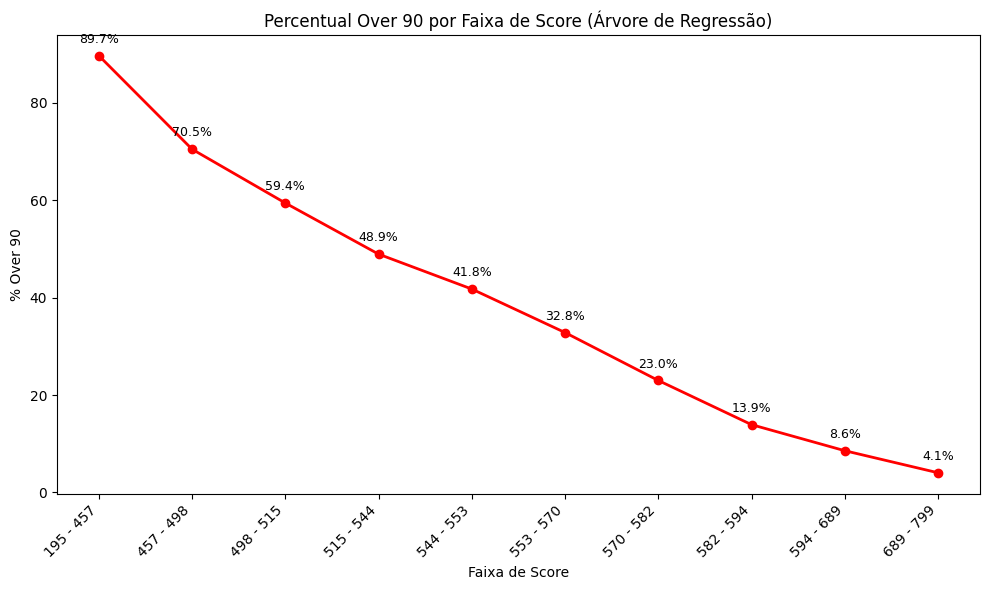 Percentual Over 90 por Faixa de Score (Árvore de Regressão)
89.7%
70.5%
59.4%
48.9%
41.8%
32.8%
23.0%
13.9%
8.6%
4.1%
% Over 90
80
60
40
20
0
195 - 457
457 - 498
498 - 515
515 - 544
544 - 553
553 - 570
570 - 582
582 - 594
594 - 689
689 - 799
Faixa de Score